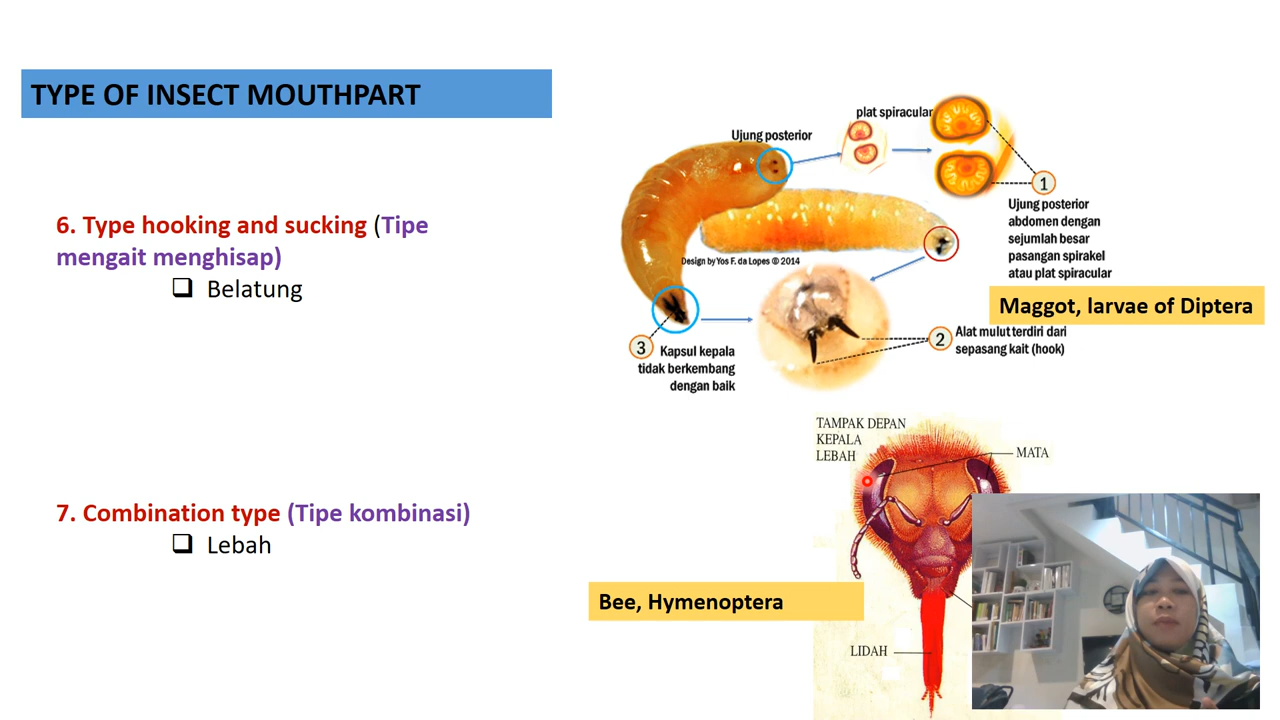 TYPE OF INSECT MOUTHPART
6. Type hooking and sucking (Tipe
mengait menghisap)
Belatung
7. Combination type (Tipe kombinasi)
Lebah
Ujung posterior
plat spiracular
1
Ujung posterior
abdomen dengan
sejumlah besar
pasangan spirakel
atau plat spiracular
Design by Yos F. da Lopes © 2014
Maggot, larvae of Diptera
2
Alat mulut terdiri dari
sepasang kait (hook)
3
Kapsul kepala
tidak berkembang
dengan baik
TAMPAK DEPAN
KEPALA
LEBAH
MATA
Bee, Hymenoptera
LIDAH